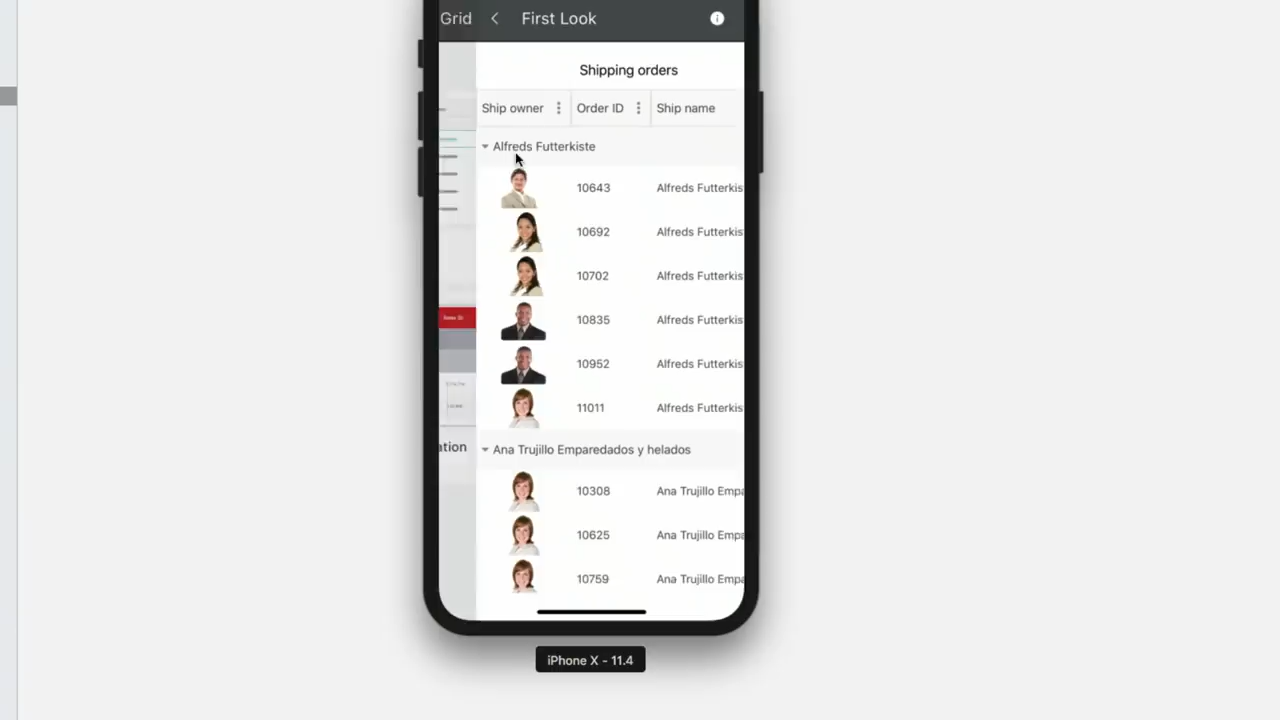 Grid First Look
Shipping orders
Ship owner Order ID Ship name
Alfreds Futterkiste
10643 Alfreds Futterkis
10692 Alfreds Futterkis
10702 Alfreds Futterkis
10835 Alfreds Futterkis
10952 Alfreds Futterkis
11011 Alfreds Futterkis
ation
Ana Trujillo Emparedados y helados
10308 Ana Trujillo Empa
10625 Ana Trujillo Empa
10759 Ana Trujillo Empa
iPhone X - 11.4